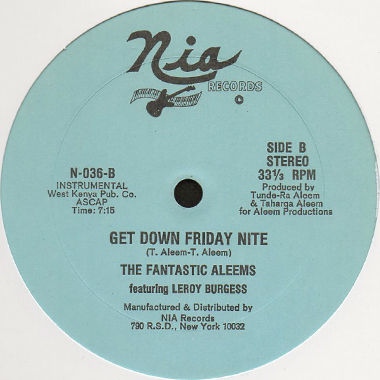 Nia
RECORDS
SIDE B
STEREO
33⅓ RPM
Produced by
Tunde-Ra Aleem
& Taharqa Aleem
for Aleem Productions
N-036-B
INSTRUMENTAL
West Kenya Pub. Co.
ASCAP
Time: 7:15
GET DOWN FRIDAY NITE
(T. Aleem-T. Aleem)
THE FANTASTIC ALEEMS
featuring LEROY BURGESS
Manufactured & Distributed by
NIA Records
790 R.S.D., New York 10032